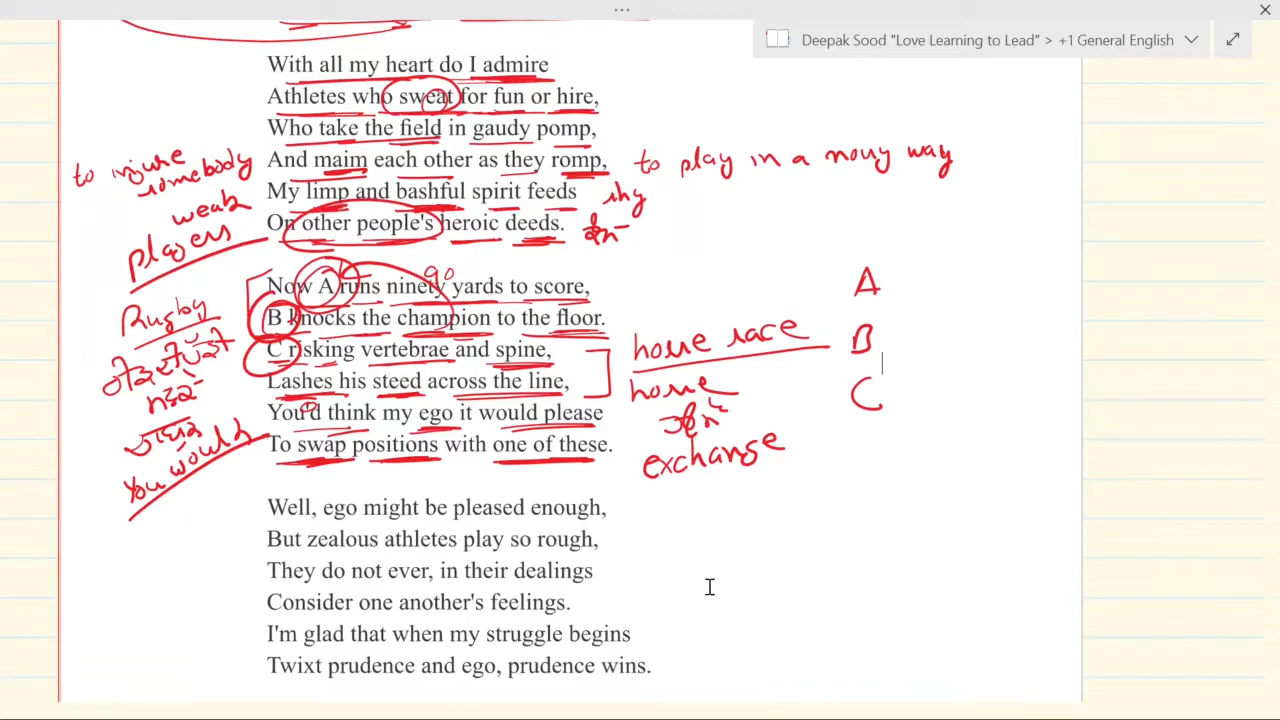 Deepak Sood "Love Learning to Lead" > +1 General English
With all my heart do I admire
Athletes who sweat for fun or hire,
Who take the field in gaudy pomp,
And maim each other as they romp,
to injure somebody
to play in a noisy way
My limp and bashful spirit feeds
weak
shy
On other people's heroic deeds.
players
Now A runs ninety yards to score,
90
A
Rugby
B knocks the champion to the floor.
B
C risking vertebrae and spine,
horse race
Lashes his steed across the line,
horse
C
You'd think my ego it would please
To swap positions with one of these.
You would
exchange
Well, ego might be pleased enough,
But zealous athletes play so rough,
They do not ever, in their dealings
Consider one another's feelings.
I'm glad that when my struggle begins
Twixt prudence and ego, prudence wins.